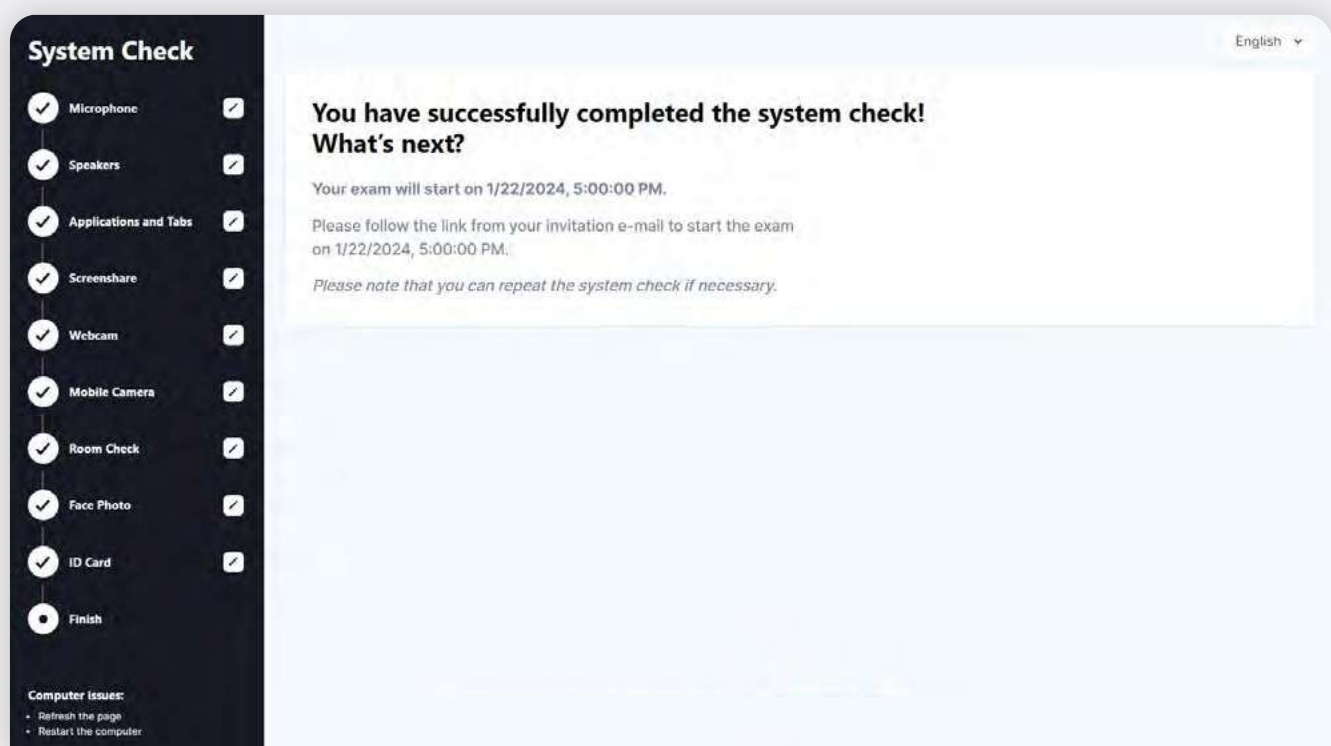 System Check
Microphone
Speakers
Applications and Tabs
Screenshare
Webcam
Mobile Camera
Room Check
Face Photo
ID Card
Finish
Computer issues:
• Refresh the page
• Restart the computer
English
You have successfully completed the system check!
What's next?
Your exam will start on 1/22/2024, 5:00:00 PM.
Please follow the link from your invitation e-mail to start the exam
on 1/22/2024, 5:00:00 PM.
Please note that you can repeat the system check if necessary.